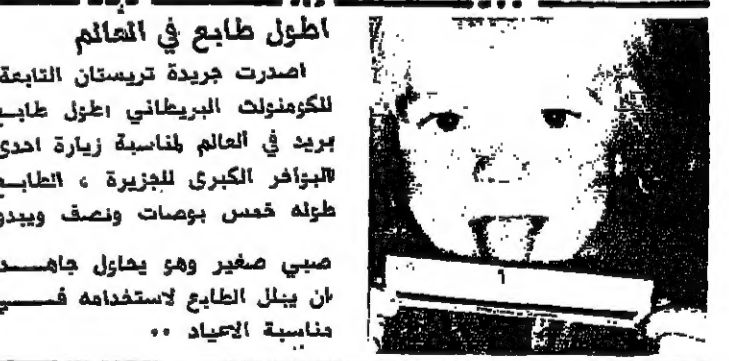 اطول طابع في العالم
اصدرت جريدة تريستان التابعة
للكومنولث البريطاني اطول طابع
بريد في العالم لمناسبة زيارة احدى
البواخر الكبرى للجزيرة ، الطابع
طوله خمس بوصات ونصف ويبدو
صبي صغير وهو يحاول جاهدا
ان يبلل الطابع لاستخدامه في
مناسبة الاعياد ..